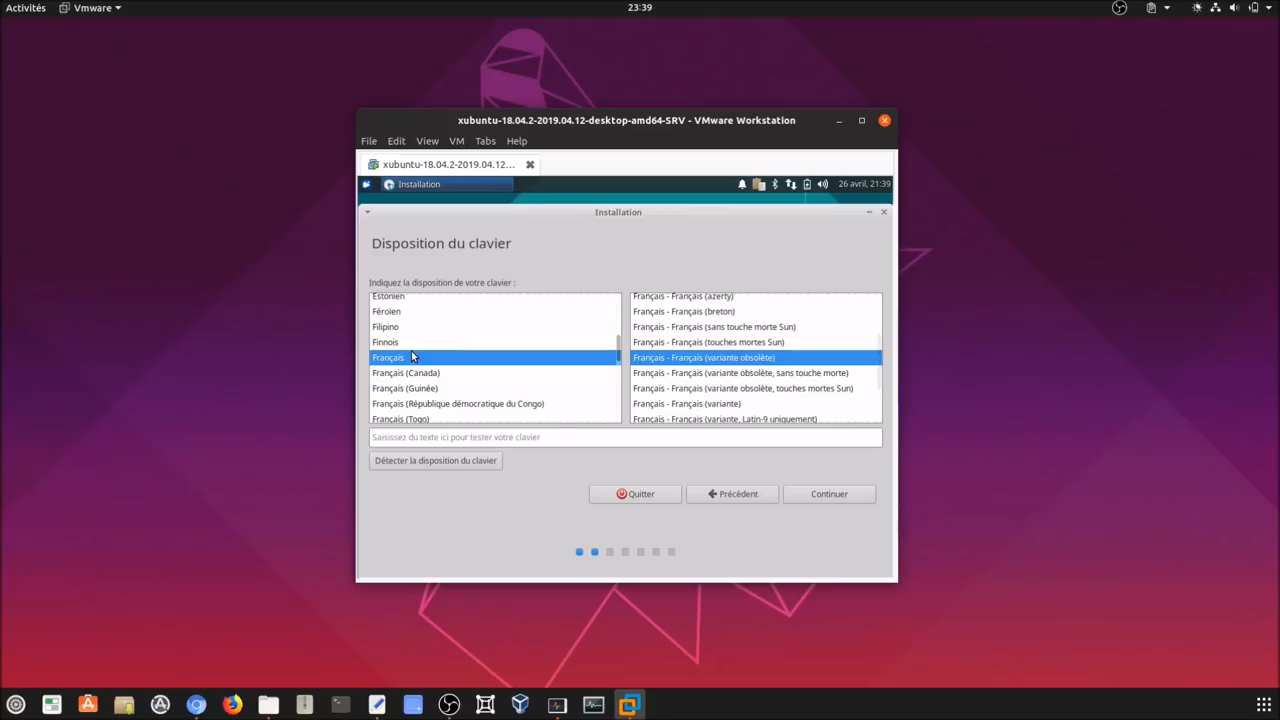 Activités Vmware 23:39
xubuntu-18.04.2-2019.04.12-desktop-amd64-SRV - VMware Workstation
File Edit View VM Tabs Help
xubuntu-18.04.2-2019.04.12...
Installation 26 avril, 21:39
Installation
Disposition du clavier
Indiquez la disposition de votre clavier :
Estonien
Féroïen
Filipino
Finnois
Français
Français (Canada)
Français (Guinée)
Français (République démocratique du Congo)
Français (Togo)
Français - Français (azerty)
Français - Français (breton)
Français - Français (sans touche morte Sun)
Français - Français (touches mortes Sun)
Français - Français (variante obsolète)
Français - Français (variante obsolète, sans touche morte)
Français - Français (variante obsolète, touches mortes Sun)
Français - Français (variante)
Français - Français (variante, Latin-9 uniquement)
Saisissez du texte ici pour tester votre clavier
Détecter la disposition du clavier
Quitter Précédent Continuer